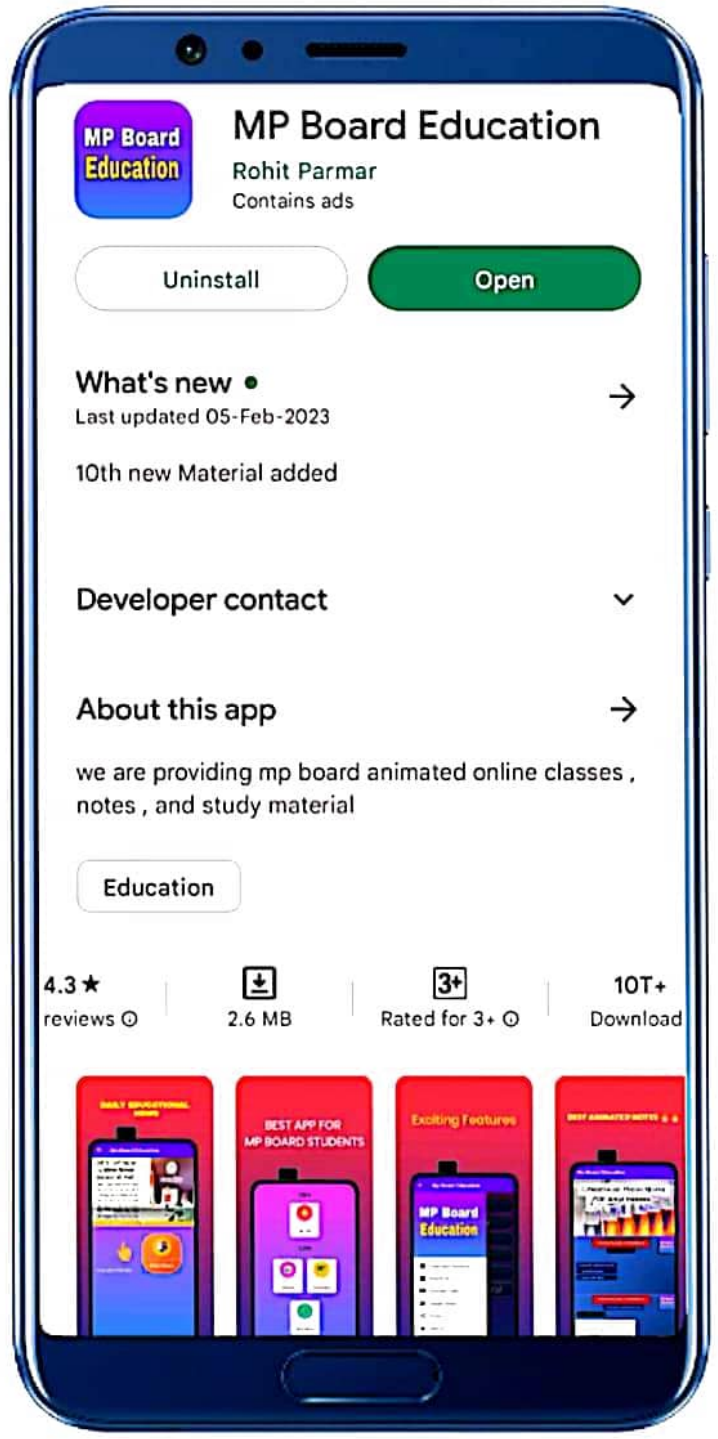 MP Board
Education
MP Board Education
Rohit Parmar
Contains ads
Uninstall
Open
What's new
Last updated 05-Feb-2023
10th new Material added
Developer contact
About this app
we are providing mp board animated online classes ,
notes , and study material
Education
4.3★
reviews
2.6 MB
3+
Rated for 3+
10T+
Download
DAILY EDUCATIONAL
NEWS
BEST APP FOR
MP BOARD STUDENTS
Exciting Features
MP Board
Education
BEST ANIMATED NOTES